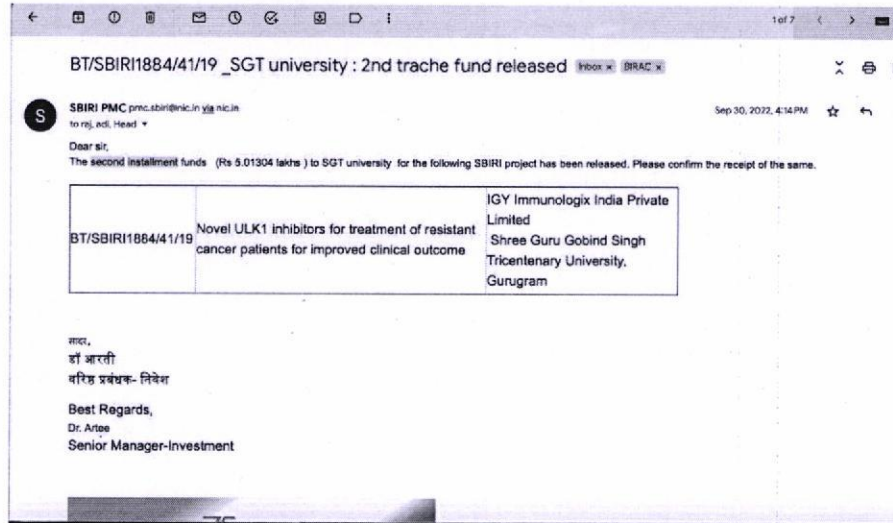 1 of 7
BT/SBIRI1884/41/19 _SGT university : 2nd trache fund released Inbox x BIRAC x
S
SBIRI PMC pmc.sbiri@nic.in via nic.in
Sep 30, 2022, 4:14 PM
to raj, adi, Head
Dear sir,
The second installment funds (Rs 5.01304 lakhs ) to SGT university for the following SBIRI project has been released. Please confirm the receipt of the same.
BT/SBIRI1884/41/19
Novel ULK1 inhibitors for treatment of resistant
cancer patients for improved clinical outcome
IGY Immunologix India Private
Limited
Shree Guru Gobind Singh
Tricentenary University,
Gurugram
सादर,
डॉ आरती
वरिष्ठ प्रबंधक- निवेश
Best Regards,
Dr. Artee
Senior Manager-Investment
75